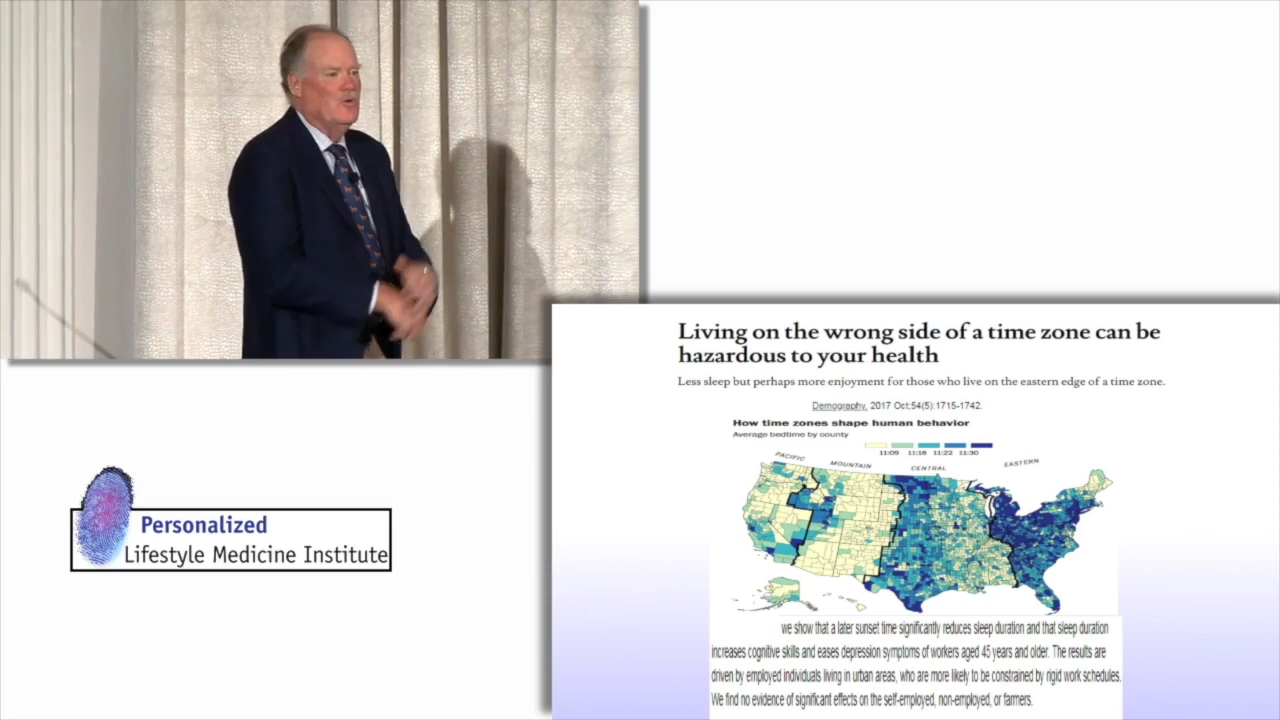 Living on the wrong side of a time zone can be
hazardous to your health
Less sleep but perhaps more enjoyment for those who live on the eastern edge of a time zone.
Demography. 2017 Oct;54(5):1715-1742.
How time zones shape human behavior
Average bedtime by county
11:09 11:16 11:22 11:30
PACIFIC MOUNTAIN CENTRAL EASTERN
we show that a later sunset time significantly reduces sleep duration and that sleep duration
increases cognitive skills and eases depression symptoms of workers aged 45 years and older. The results are
driven by employed individuals living in urban areas, who are more likely to be constrained by rigid work schedules.
We find no evidence of significant effects on the self-employed, non-employed, or farmers.
Personalized
Lifestyle Medicine Institute